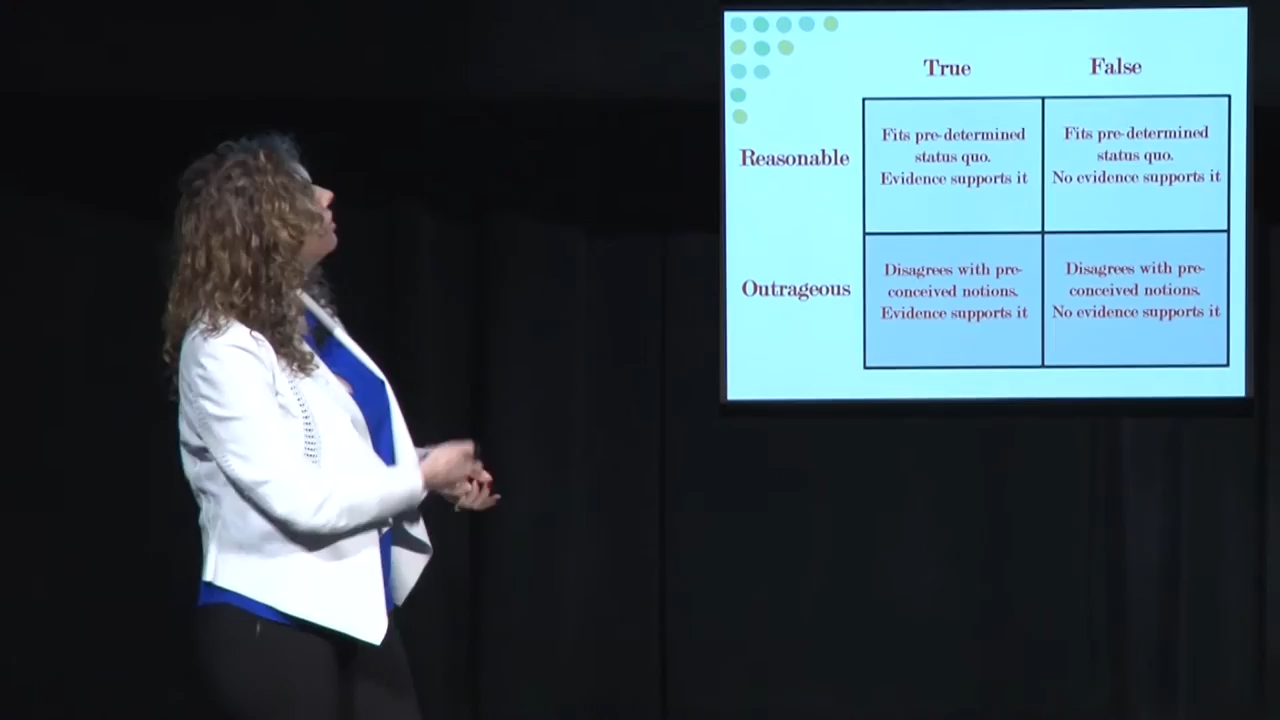 True False
Reasonable
Fits pre-determined
status quo.
Evidence supports it
Fits pre-determined
status quo.
No evidence supports it
Outrageous
Disagrees with pre-
conceived notions.
Evidence supports it
Disagrees with pre-
conceived notions.
No evidence supports it